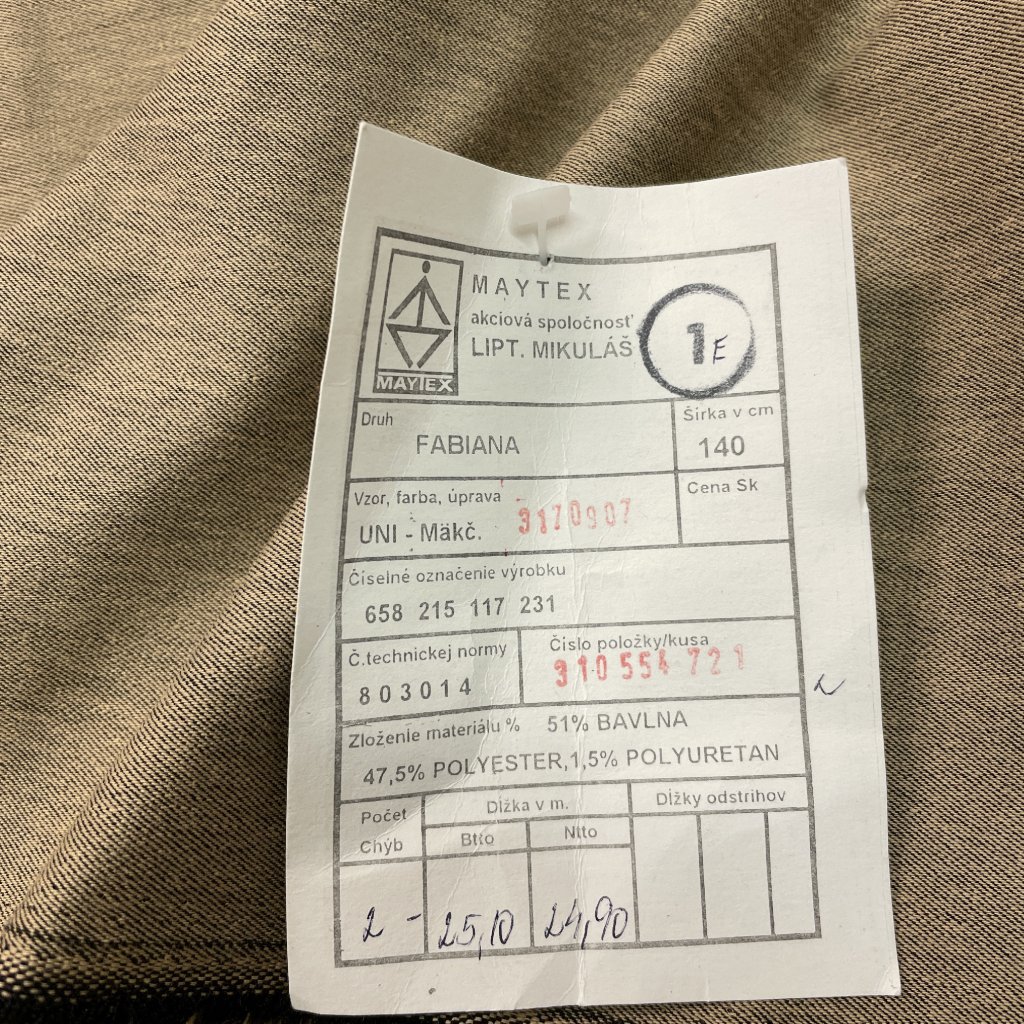 MAYTEX
MAYTEX
akciová spoločnosť
LIPT. MIKULÁŠ
1E
Druh
FABIANA
Šírka v cm
140
Vzor, farba, úprava
UNI - Mäkč.
3170907
Cena Sk
Číselné označenie výrobku
658 215 117 231
Č.technickej normy
803014
Číslo položky/kusa
310 554 721
Zloženie materiálu % 51% BAVLNA
47,5% POLYESTER,1,5% POLYURETAN
Počet
Chýb
Dĺžka v m.
Btto
Ntto
Dĺžky odstrihov
2 -
25,10
24,90